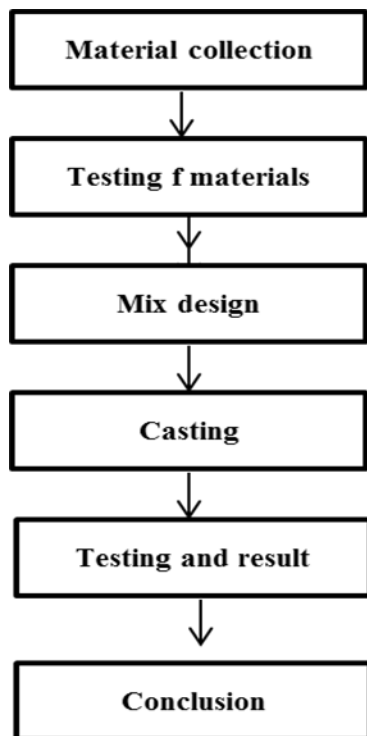 Material collection
Testing f materials
Mix design
Casting
Testing and result
Conclusion